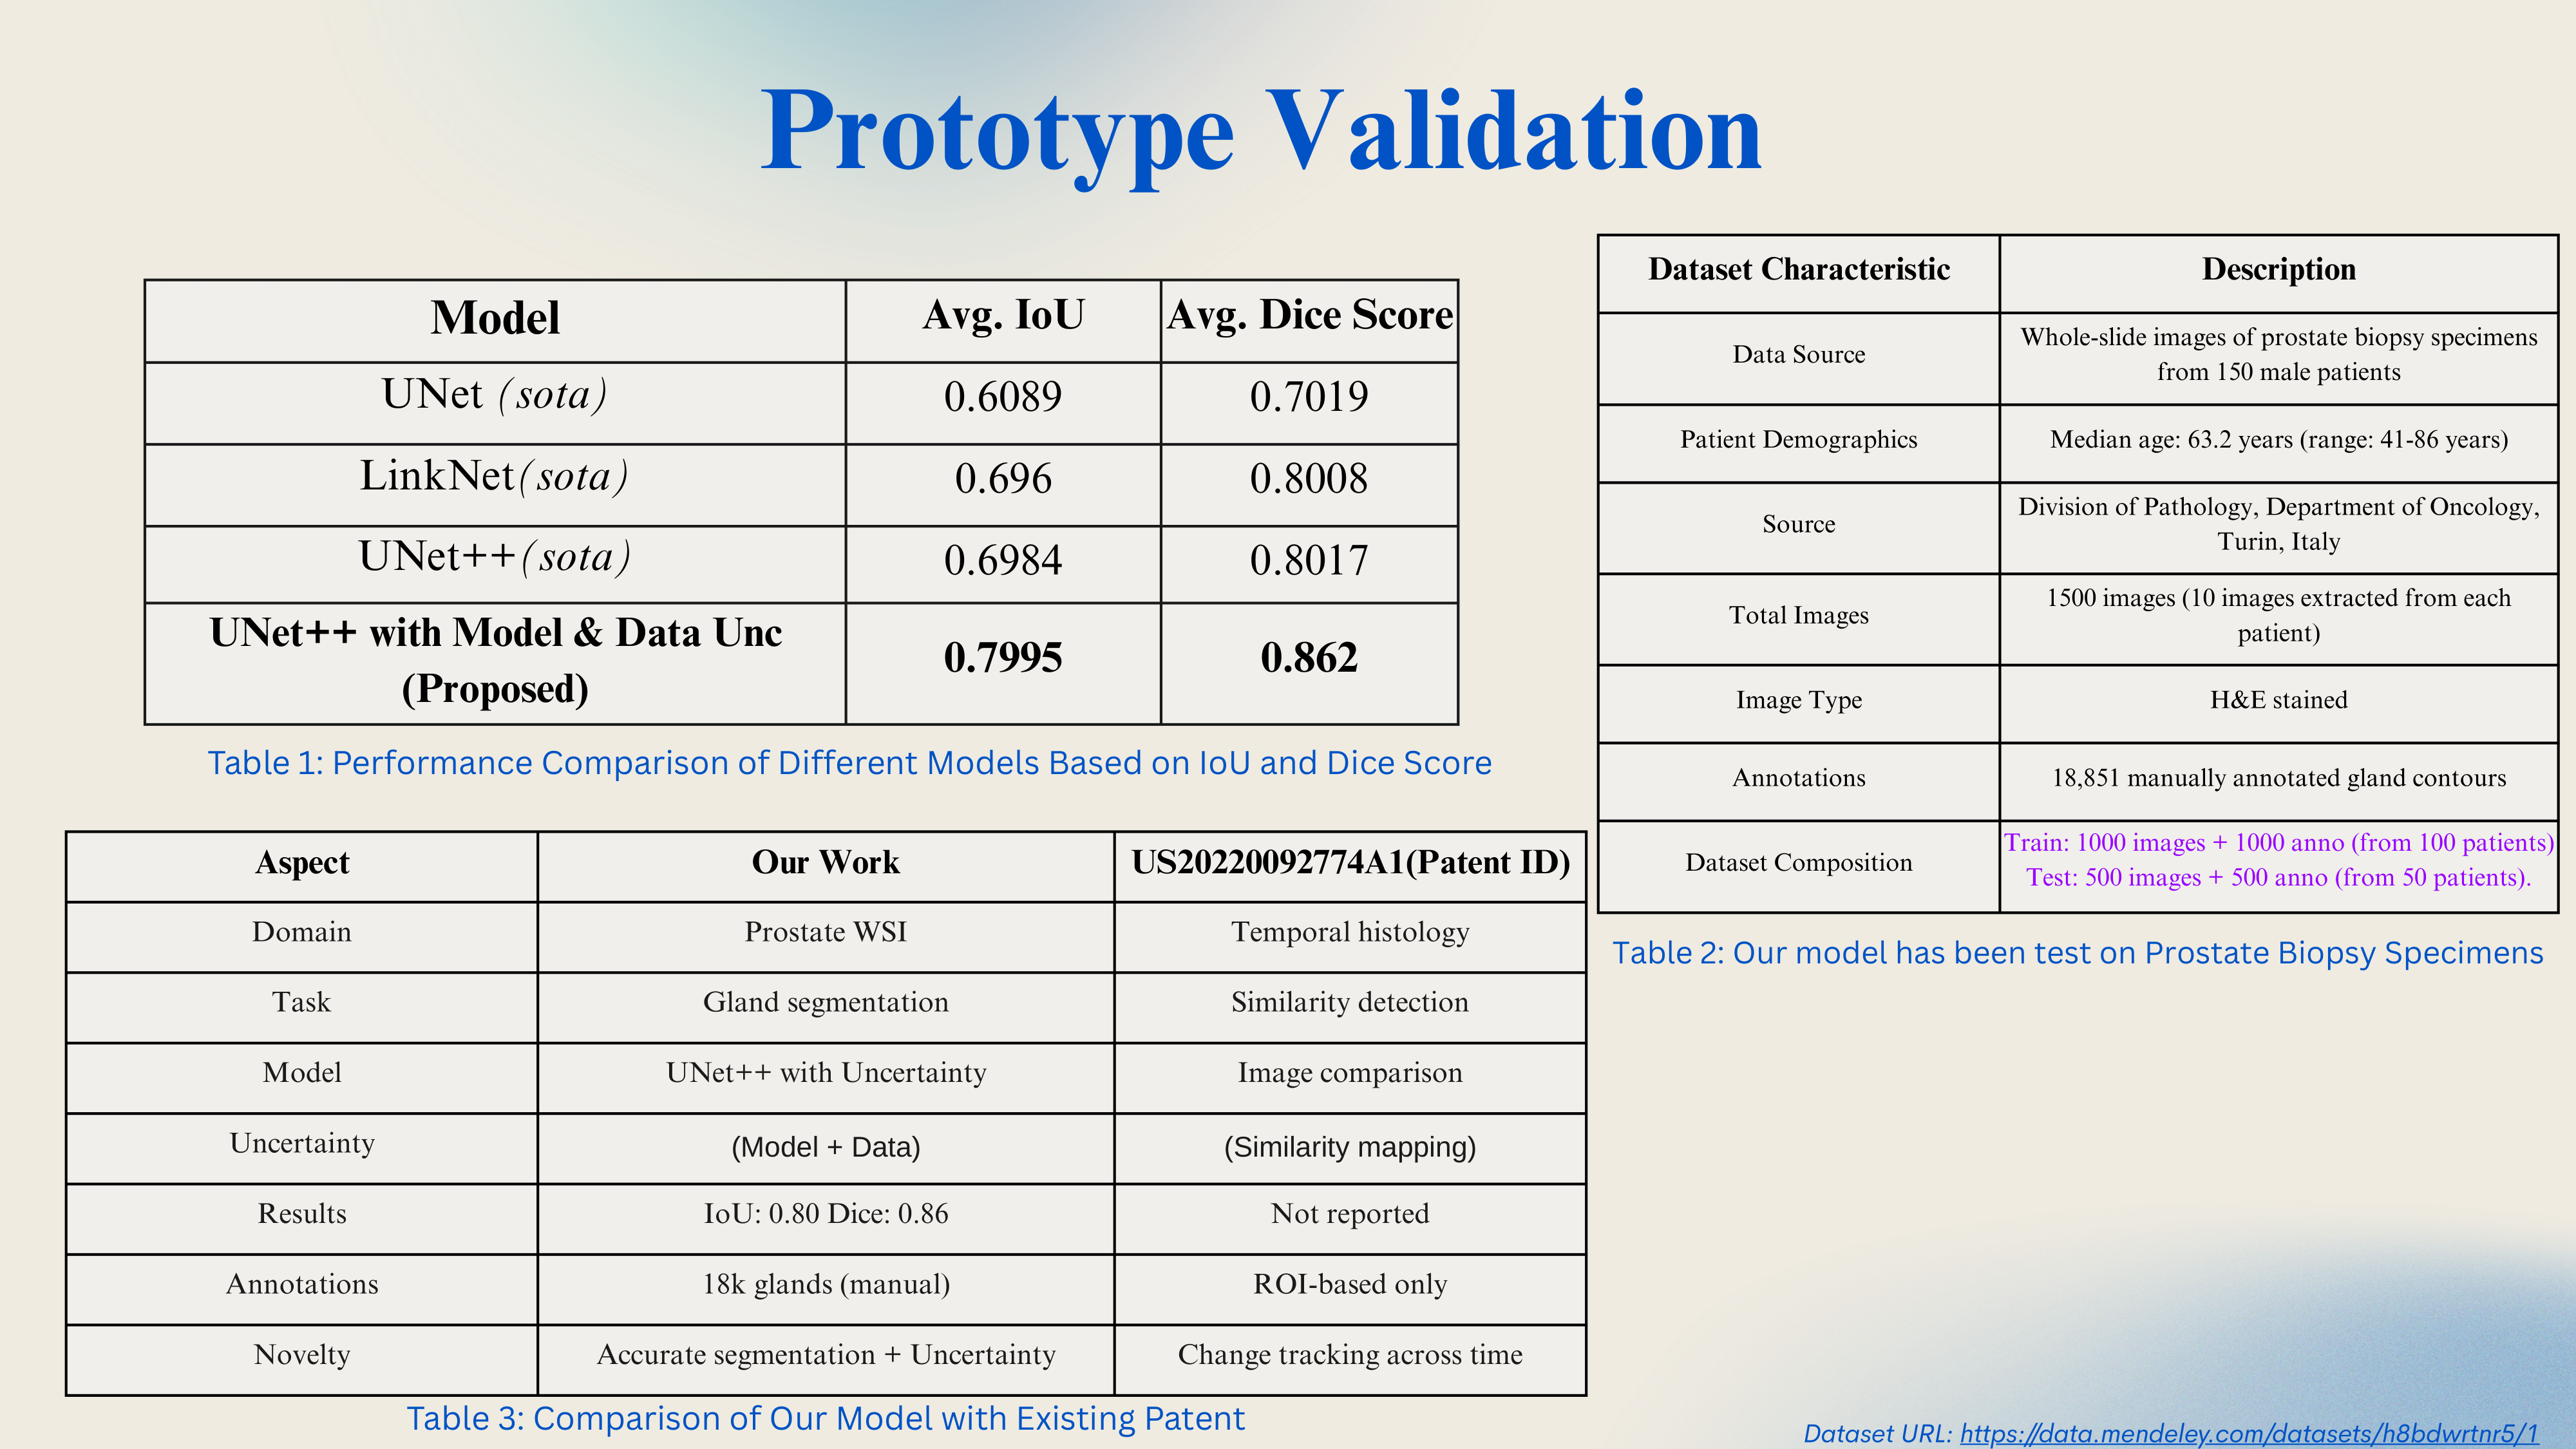 Prototype Validation
Model Avg. IoU Avg. Dice Score
UNet (sota) 0.6089 0.7019
LinkNet(sota) 0.696 0.8008
UNet++(sota) 0.6984 0.8017
UNet++ with Model & Data Unc
(Proposed) 0.7995 0.862
Table 1: Performance Comparison of Different Models Based on IoU and Dice Score
Dataset Characteristic Description
Data Source Whole-slide images of prostate biopsy specimens
from 150 male patients
Patient Demographics Median age: 63.2 years (range: 41-86 years)
Source Division of Pathology, Department of Oncology,
Turin, Italy
Total Images 1500 images (10 images extracted from each
patient)
Image Type H&E stained
Annotations 18,851 manually annotated gland contours
Dataset Composition Train: 1000 images + 1000 anno (from 100 patients)
Test: 500 images + 500 anno (from 50 patients).
Table 2: Our model has been test on Prostate Biopsy Specimens
Aspect Our Work US20220092774A1(Patent ID)
Domain Prostate WSI Temporal histology
Task Gland segmentation Similarity detection
Model UNet++ with Uncertainty Image comparison
Uncertainty (Model + Data) (Similarity mapping)
Results IoU: 0.80 Dice: 0.86 Not reported
Annotations 18k glands (manual) ROI-based only
Novelty Accurate segmentation + Uncertainty Change tracking across time
Table 3: Comparison of Our Model with Existing Patent
Dataset URL: https://data.mendeley.com/datasets/h8bdwrtnr5/1